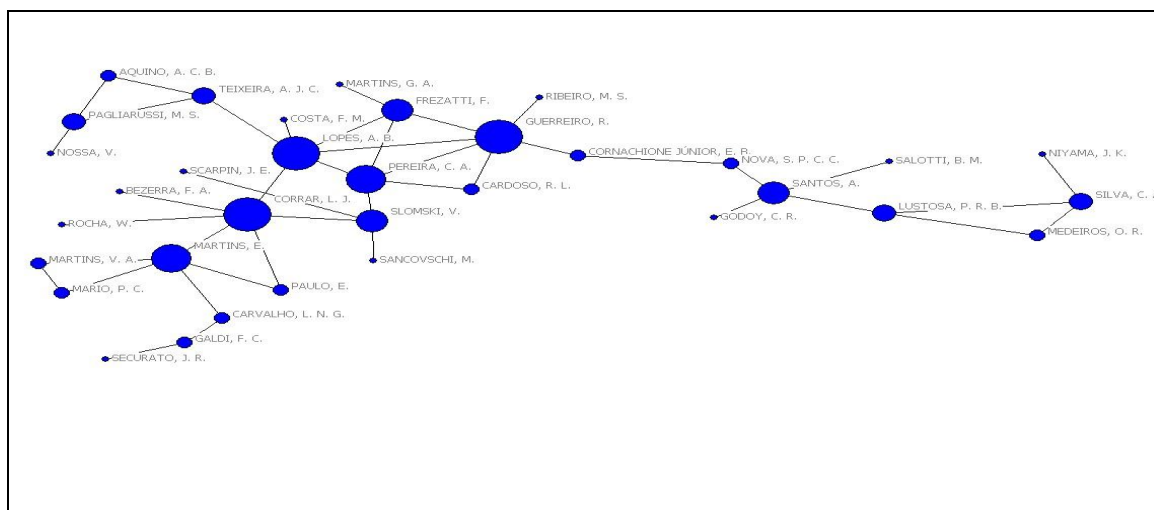 AQUINO, A. C. B.
MARTINS, G. A.
TEIXEIRA, A. J. C.
RIBEIRO, M. S.
FREZATTI, F.
PAGLIARUSSI, M. S.
COSTA, F. M.
GUERREIRO, R.
LOPES, A. B.
NOSSA, V.
CORNACHIONE JÚNIOR, E. R.
NIYAMA, J. K.
NOVA, S. P. C. C.
SALOTTI, B. M.
PEREIRA, C. A.
SCARPIN, J. E.
SANTOS, A.
CARDOSO, R. L.
BEZERRA, F. A.
CORRAR, L. J.
SILVA, C.
LUSTOSA, P. R. B.
GODOY, C. R.
SLOMSKI, V.
ROCHA, W.
MEDEIROS, O. R.
MARTINS, E.
MARTINS, V. A.
SANCOVSCHI, M.
PAULO, E.
MARIO, P. C.
CARVALHO, L. N. G.
GALDI, F. C.
SECURATO, J. R.